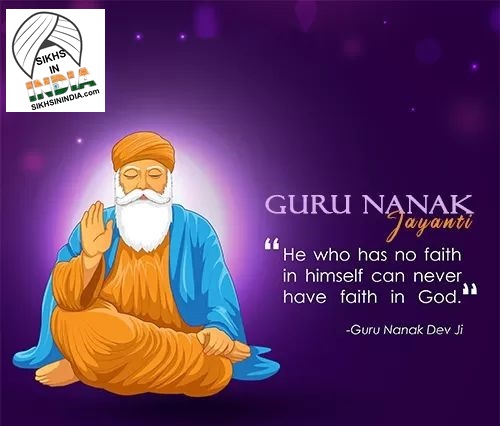 SIKHS
IN
INDIA
SIKHSININDIA.com
GURU NANAK
Jayanti
"He who has no faith
in himself can never
have faith in God."
-Guru Nanak Dev Ji